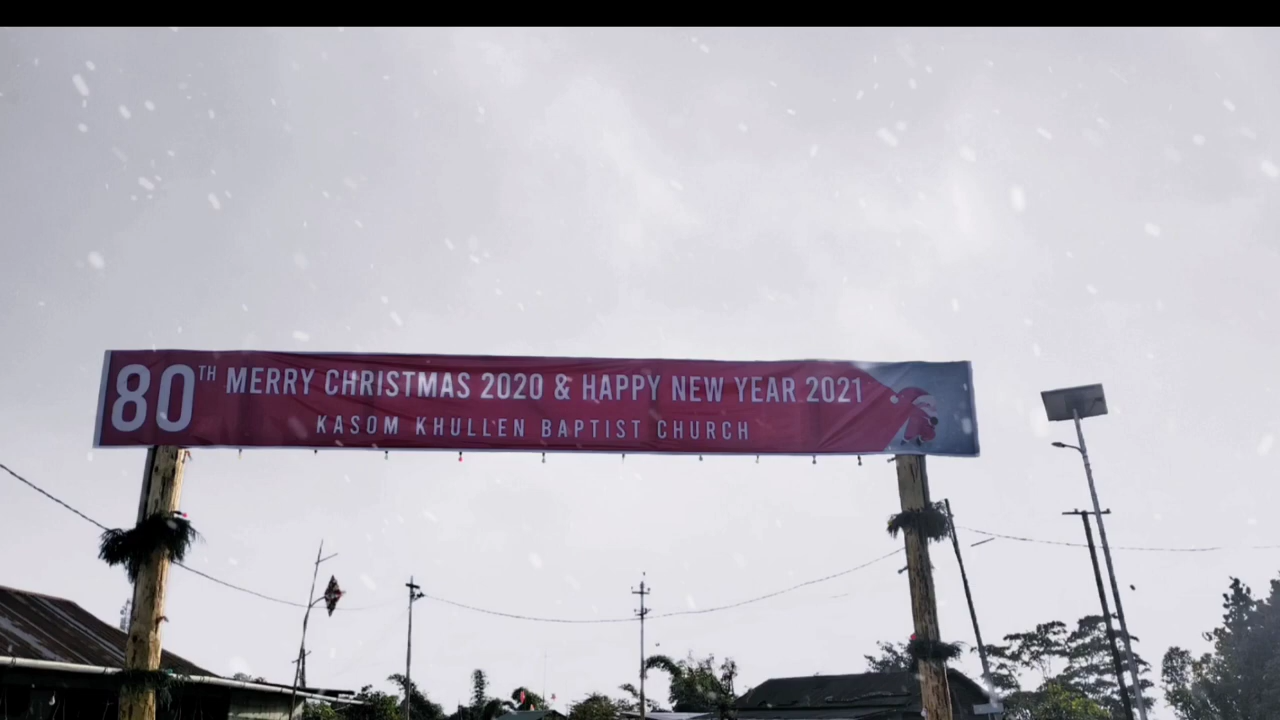 80TH MERRY CHRISTMAS 2020 & HAPPY NEW YEAR 2021
KASOM KHULLEN BAPTIST CHURCH